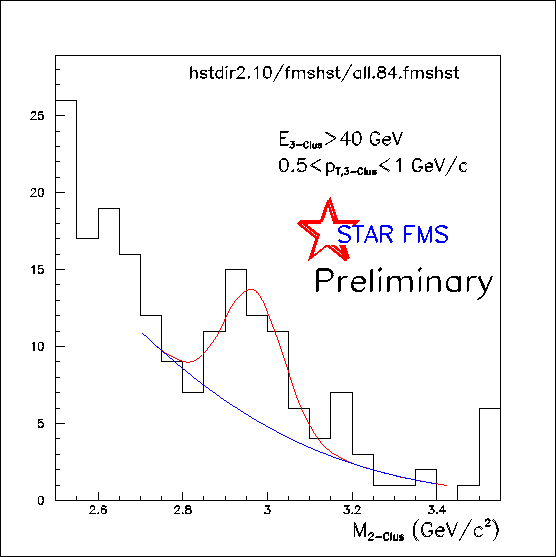 hstdir2.10/fmshst/all.84.fmshst
25
E3-Clus>40 GeV
0.5<pT,3-Clus<1 GeV/c
20
STAR FMS
Preliminary
15
10
5
0
2.6 2.8 3 3.2 3.4
M2-Clus (GeV/c2)